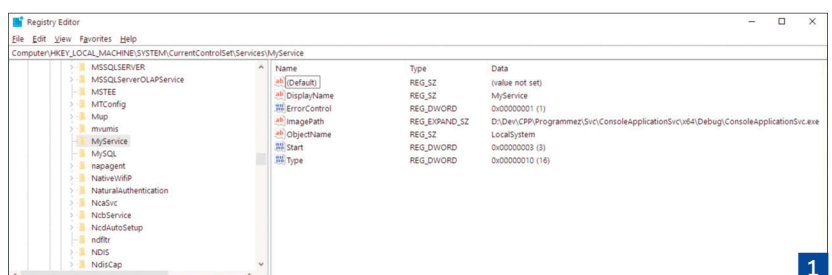 Registry Editor
File Edit View Favorites Help
Computer\HKEY_LOCAL_MACHINE\SYSTEM\CurrentControlSet\Services\MyService
MSSQLSERVER
MSSQLServerOLAPService
MSTEE
MTConfig
Mup
mvumis
MyService
MySQL
napagent
NativeWifiP
NaturalAuthentication
NcaSvc
NcbService
NcdAutoSetup
ndfltr
NDIS
NdisCap
Name Type Data
(Default) REG_SZ (value not set)
DisplayName REG_SZ MyService
ErrorControl REG_DWORD 0x00000001 (1)
ImagePath REG_EXPAND_SZ D:\Dev\CPP\Programmez\Svc\ConsoleApplicationSvc\x64\Debug\ConsoleApplicationSvc.exe
ObjectName REG_SZ LocalSystem
Start REG_DWORD 0x00000003 (3)
Type REG_DWORD 0x00000010 (16)
1